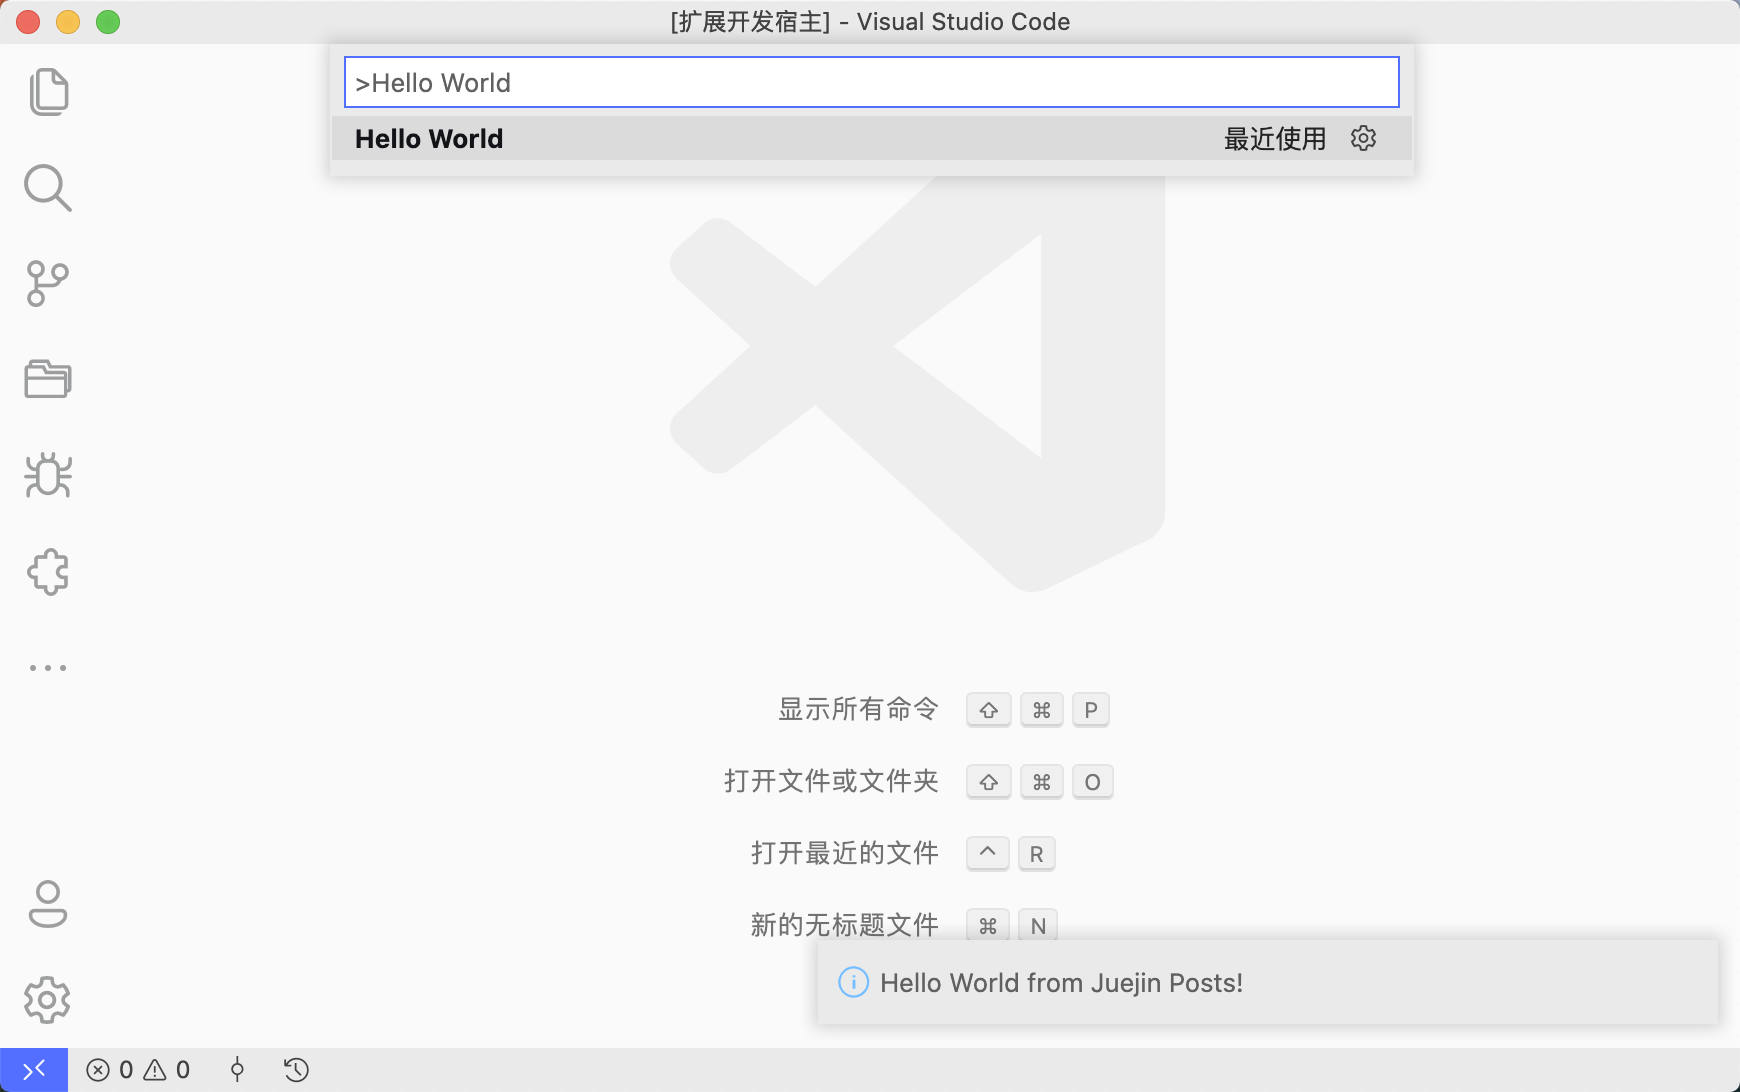 [扩展开发宿主] - Visual Studio Code
>Hello World
Hello World 最近使用
显示所有命令 ⇧ ⌘ P
打开文件或文件夹 ⇧ ⌘ O
打开最近的文件 ^ R
新的无标题文件 ⌘ N
Hello World from Juejin Posts!
0 0